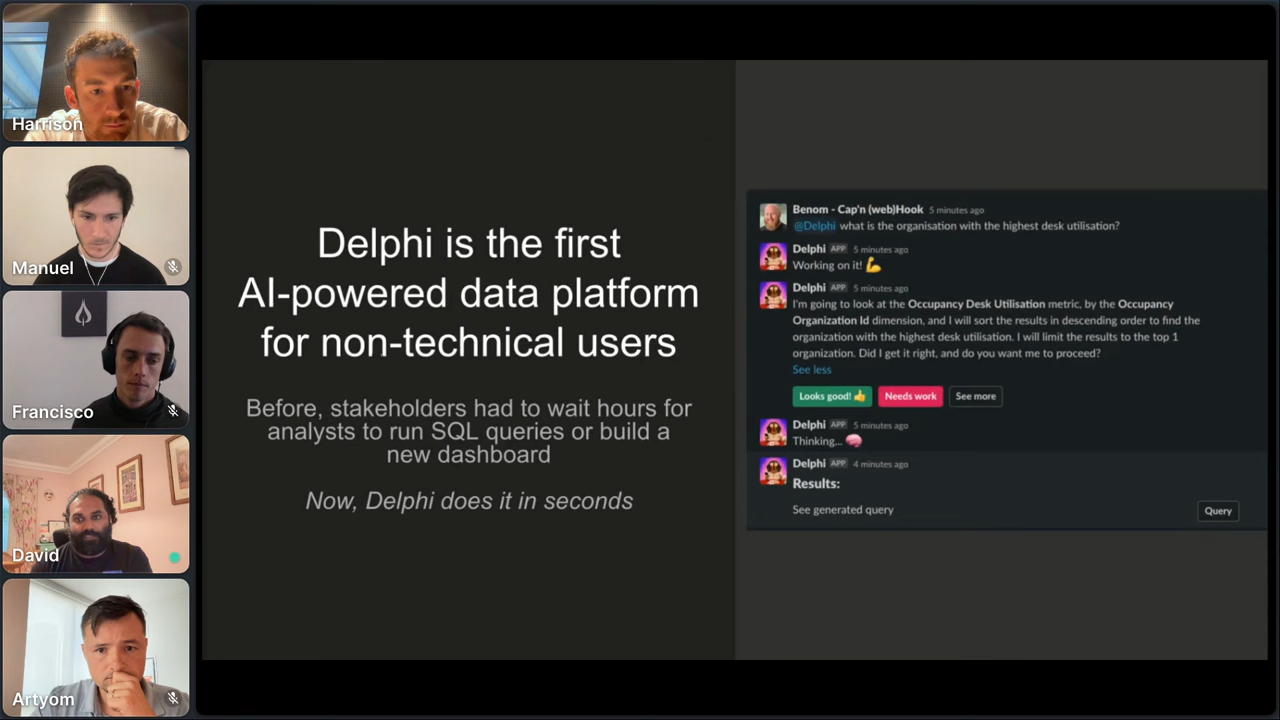 Harrison
Manuel
Francisco
David
Artyom
Delphi is the first
AI-powered data platform
for non-technical users
Before, stakeholders had to wait hours for
analysts to run SQL queries or build a
new dashboard
Now, Delphi does it in seconds
Benom - Cap'n (web)Hook 5 minutes ago
@Delphi what is the organisation with the highest desk utilisation?
Delphi APP 5 minutes ago
Working on it! 💪
Delphi APP 5 minutes ago
I'm going to look at the Occupancy Desk Utilisation metric, by the Occupancy
Organization Id dimension, and I will sort the results in descending order to find the
organization with the highest desk utilisation. I will limit the results to the top 1
organization. Did I get it right, and do you want me to proceed?
See less
Looks good! 👍 Needs work See more
Delphi APP 5 minutes ago
Thinking... 🧠
Delphi APP 4 minutes ago
Results:
See generated query Query